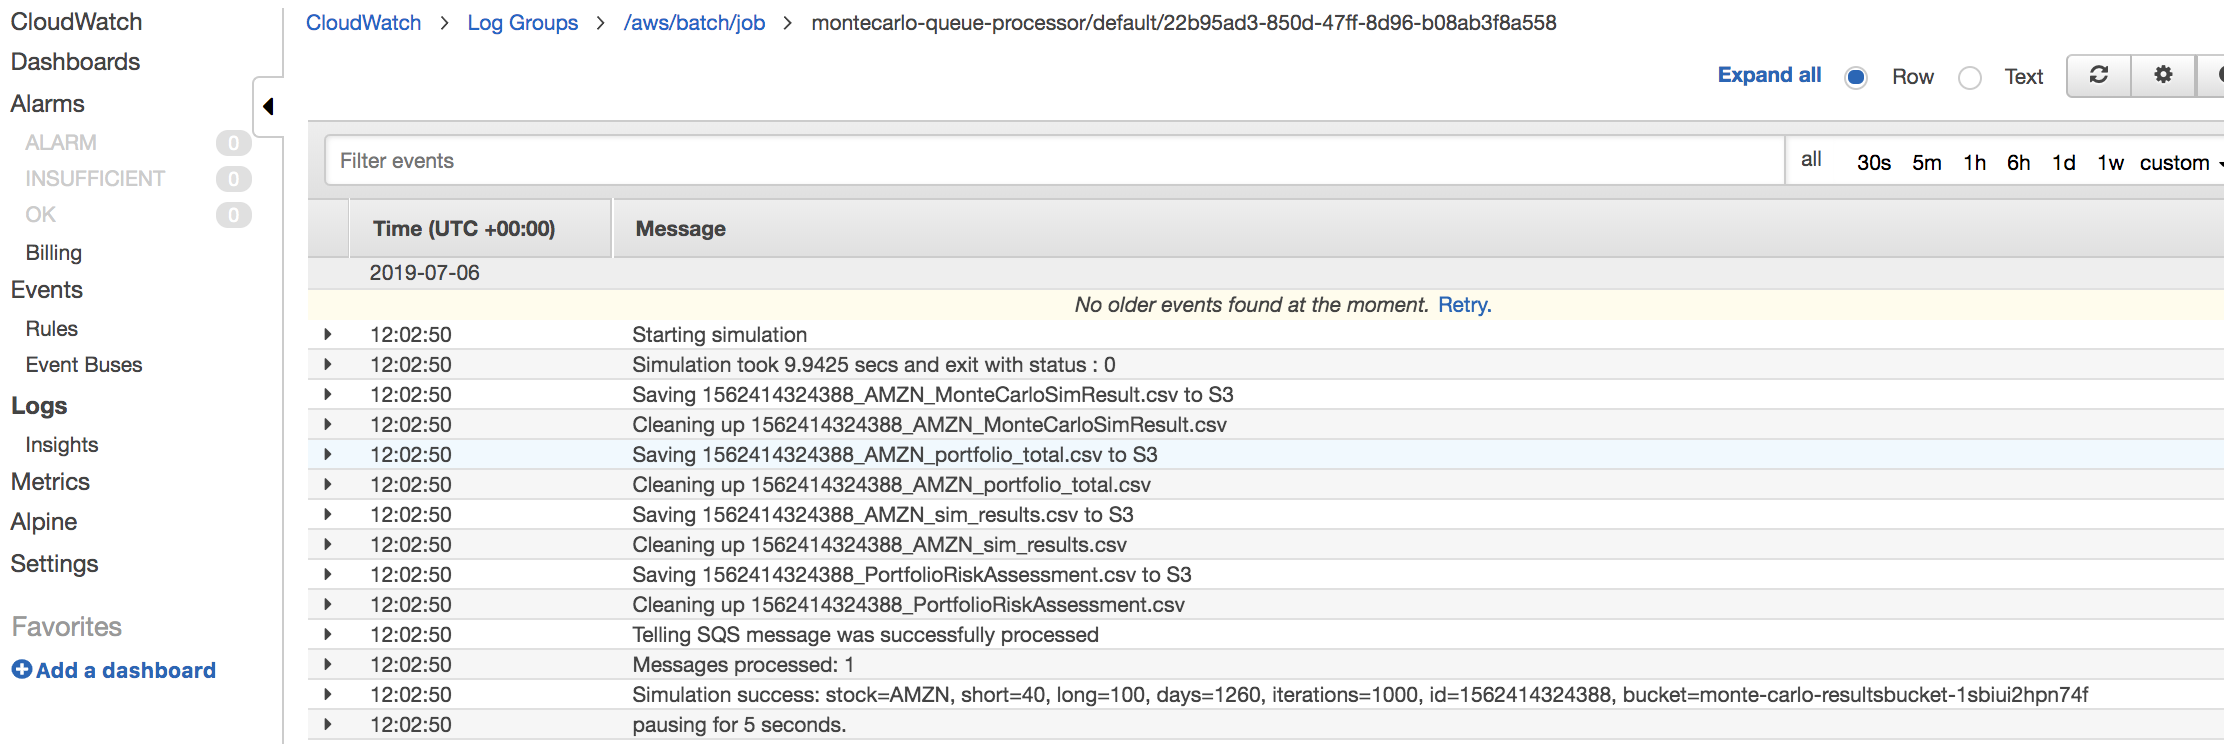 CloudWatch
Dashboards
Alarms
ALARM 0
INSUFFICIENT 0
OK 0
Billing
Events
Rules
Event Buses
Logs
Insights
Metrics
Alpine
Settings
Favorites
Add a dashboard
CloudWatch > Log Groups > /aws/batch/job > montecarlo-queue-processor/default/22b95ad3-850d-47ff-8d96-b08ab3f8a558
Expand all Row Text
Filter events all 30s 5m 1h 6h 1d 1w custom
Time (UTC +00:00) Message
2019-07-06
No older events found at the moment. Retry.
12:02:50 Starting simulation
12:02:50 Simulation took 9.9425 secs and exit with status : 0
12:02:50 Saving 1562414324388_AMZN_MonteCarloSimResult.csv to S3
12:02:50 Cleaning up 1562414324388_AMZN_MonteCarloSimResult.csv
12:02:50 Saving 1562414324388_AMZN_portfolio_total.csv to S3
12:02:50 Cleaning up 1562414324388_AMZN_portfolio_total.csv
12:02:50 Saving 1562414324388_AMZN_sim_results.csv to S3
12:02:50 Cleaning up 1562414324388_AMZN_sim_results.csv
12:02:50 Saving 1562414324388_PortfolioRiskAssessment.csv to S3
12:02:50 Cleaning up 1562414324388_PortfolioRiskAssessment.csv
12:02:50 Telling SQS message was successfully processed
12:02:50 Messages processed: 1
12:02:50 Simulation success: stock=AMZN, short=40, long=100, days=1260, iterations=1000, id=1562414324388, bucket=monte-carlo-resultsbucket-1sbiui2hpn74f
12:02:50 pausing for 5 seconds.